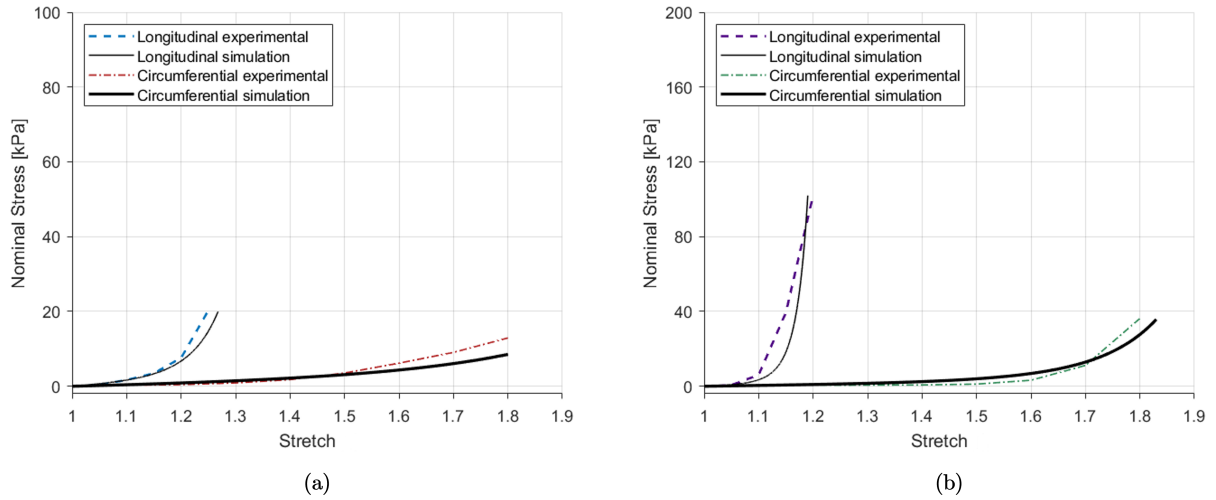 100
80
60
40
20
0
Nominal Stress [kPa]
Longitudinal experimental
Longitudinal simulation
Circumferential experimental
Circumferential simulation
1 1.1 1.2 1.3 1.4 1.5 1.6 1.7 1.8 1.9
Stretch
(a)
200
160
120
80
40
0
Nominal Stress [kPa]
Longitudinal experimental
Longitudinal simulation
Circumferential experimental
Circumferential simulation
1 1.1 1.2 1.3 1.4 1.5 1.6 1.7 1.8 1.9
Stretch
(b)